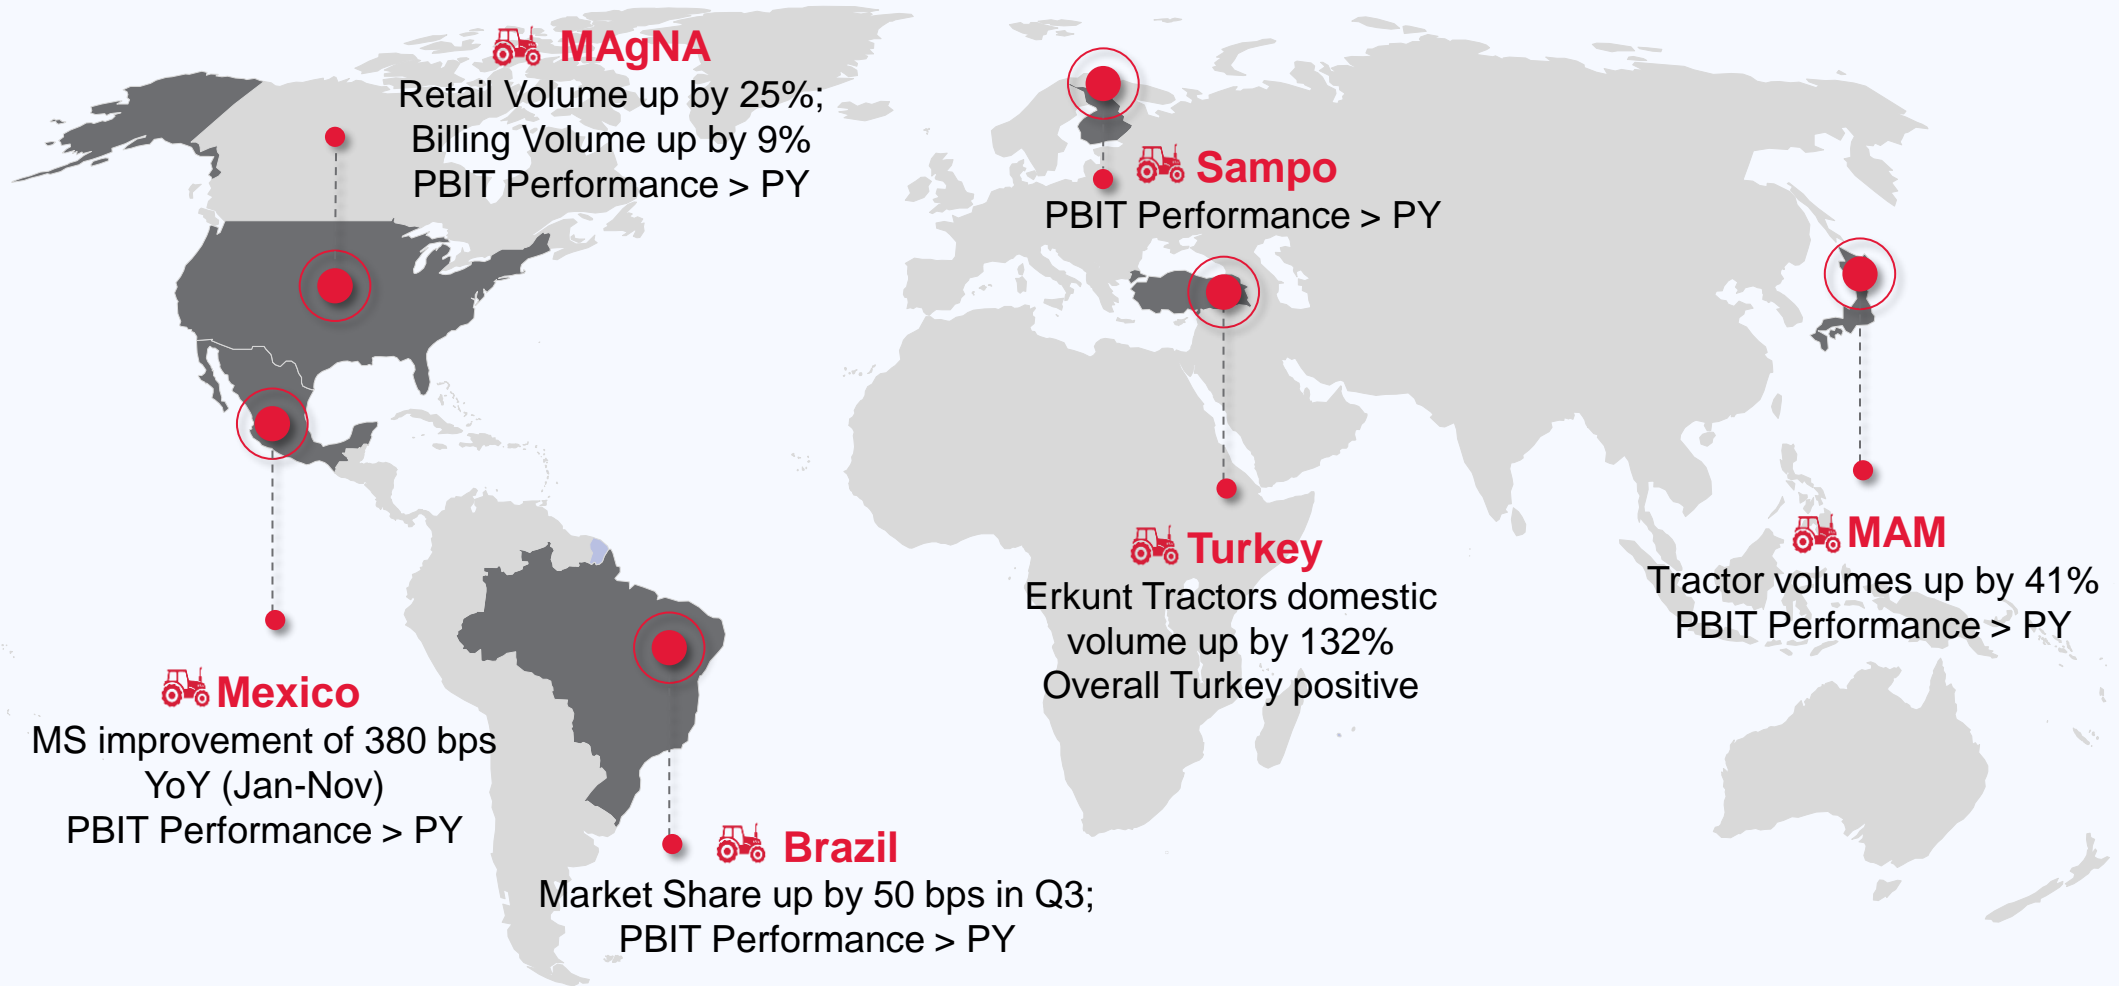 MAgNA
Retail Volume up by 25%;
Billing Volume up by 9%
PBIT Performance > PY
Sampo
PBIT Performance > PY
Turkey
Erkunt Tractors domestic
volume up by 132%
Overall Turkey positive
MAM
Tractor volumes up by 41%
PBIT Performance > PY
Mexico
MS improvement of 380 bps
YoY (Jan-Nov)
PBIT Performance > PY
Brazil
Market Share up by 50 bps in Q3;
PBIT Performance > PY